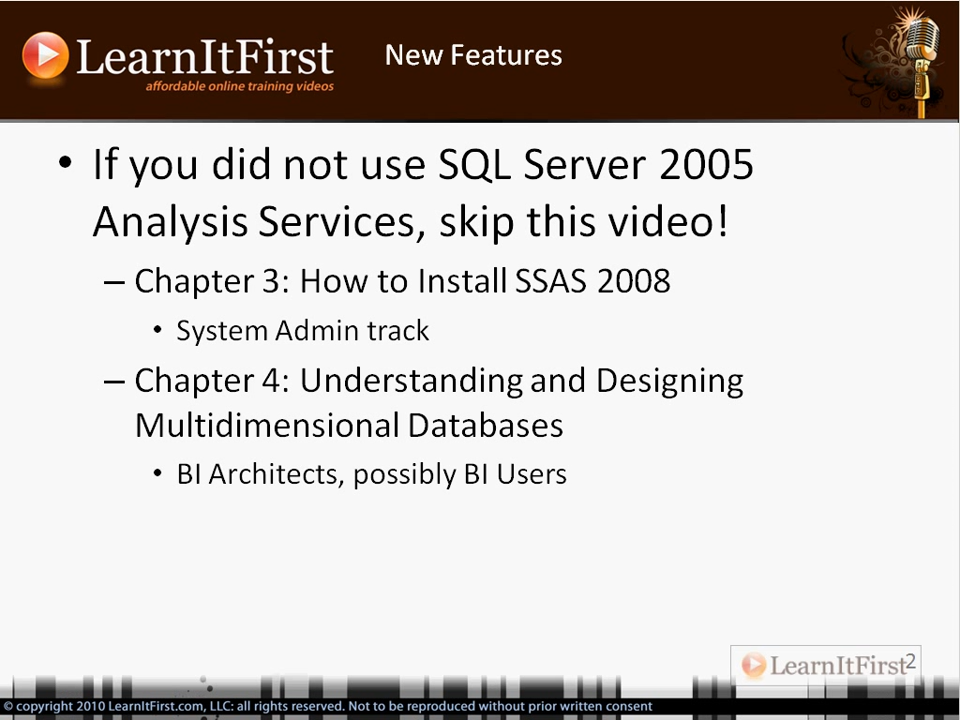 LearnItFirst
affordable online training videos
New Features
• If you did not use SQL Server 2005
Analysis Services, skip this video!
– Chapter 3: How to Install SSAS 2008
• System Admin track
– Chapter 4: Understanding and Designing
Multidimensional Databases
• BI Architects, possibly BI Users
LearnItFirst
2
© copyright 2010 LearnItFirst.com, LLC: all rights reserved. Not to be reproduced without prior written consent